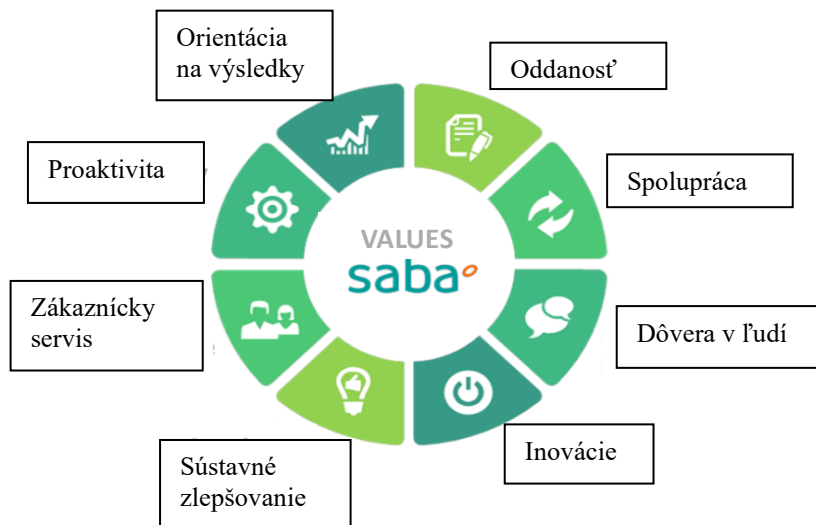 Orientácia
na výsledky
Oddanosť
Proaktivita
Spolupráca
VALUES
saba
Zákaznícky
servis
Dôvera v ľudí
Inovácie
Sústavné
zlepšovanie